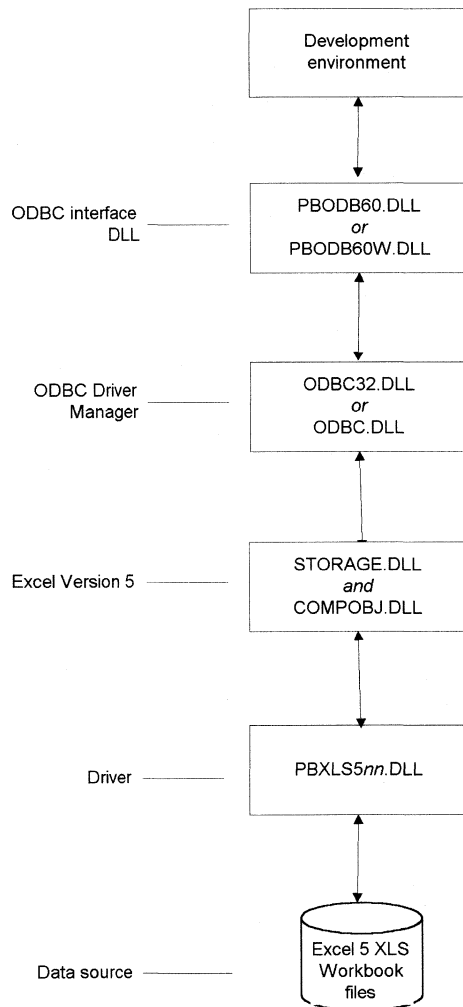 Development
environment
ODBC interface
DLL
PBODB60.DLL
or
PBODB60W.DLL
ODBC Driver
Manager
ODBC32.DLL
or
ODBC.DLL
Excel Version 5
STORAGE.DLL
and
COMPOBJ.DLL
Driver
PBXLS5nn.DLL
Data source
Excel 5 XLS
Workbook
files